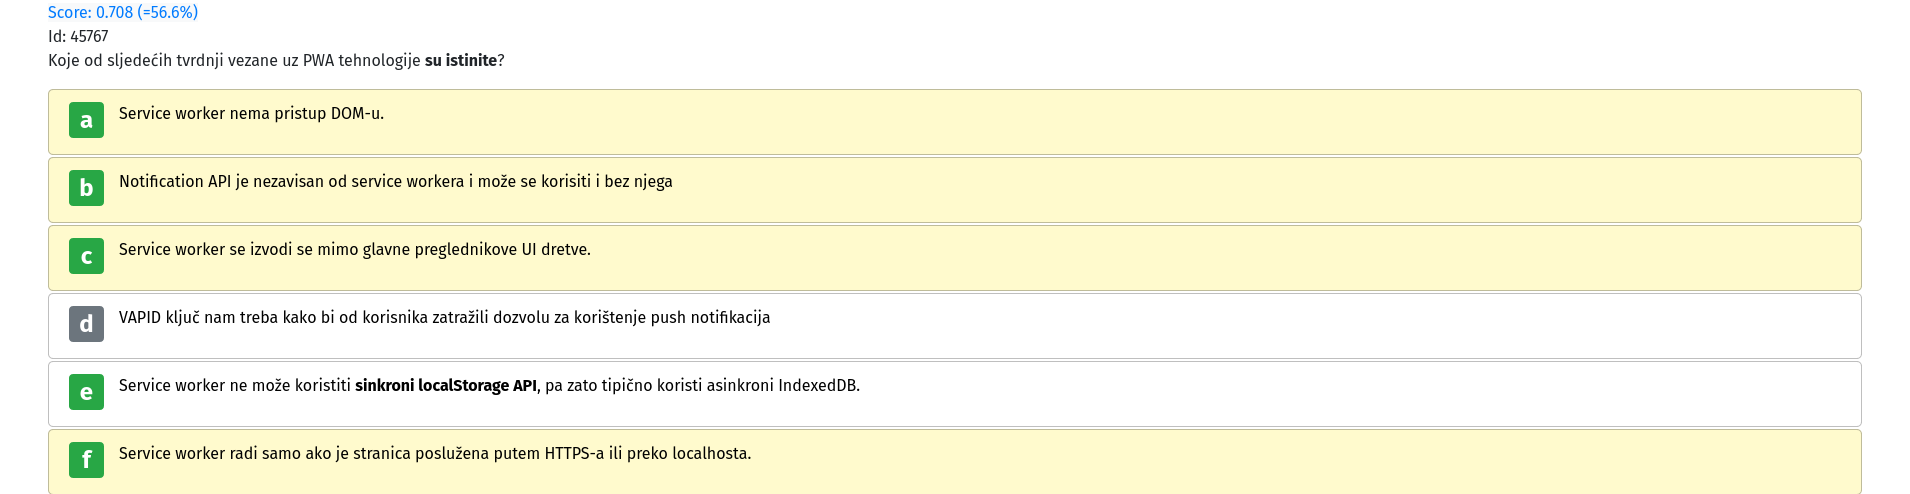 Score: 0.708 (=56.6%)
Id: 45767
Koje od sljedećih tvrdnji vezane uz PWA tehnologije su istinite?
a Service worker nema pristup DOM-u.
b Notification API je nezavisan od service workera i može se korisiti i bez njega
c Service worker se izvodi se mimo glavne preglednikove UI dretve.
d VAPID ključ nam treba kako bi od korisnika zatražili dozvolu za korištenje push notifikacija
e Service worker ne može koristiti sinkroni localStorage API, pa zato tipično koristi asinkroni IndexedDB.
f Service worker radi samo ako je stranica poslužena putem HTTPS-a ili preko localhosta.